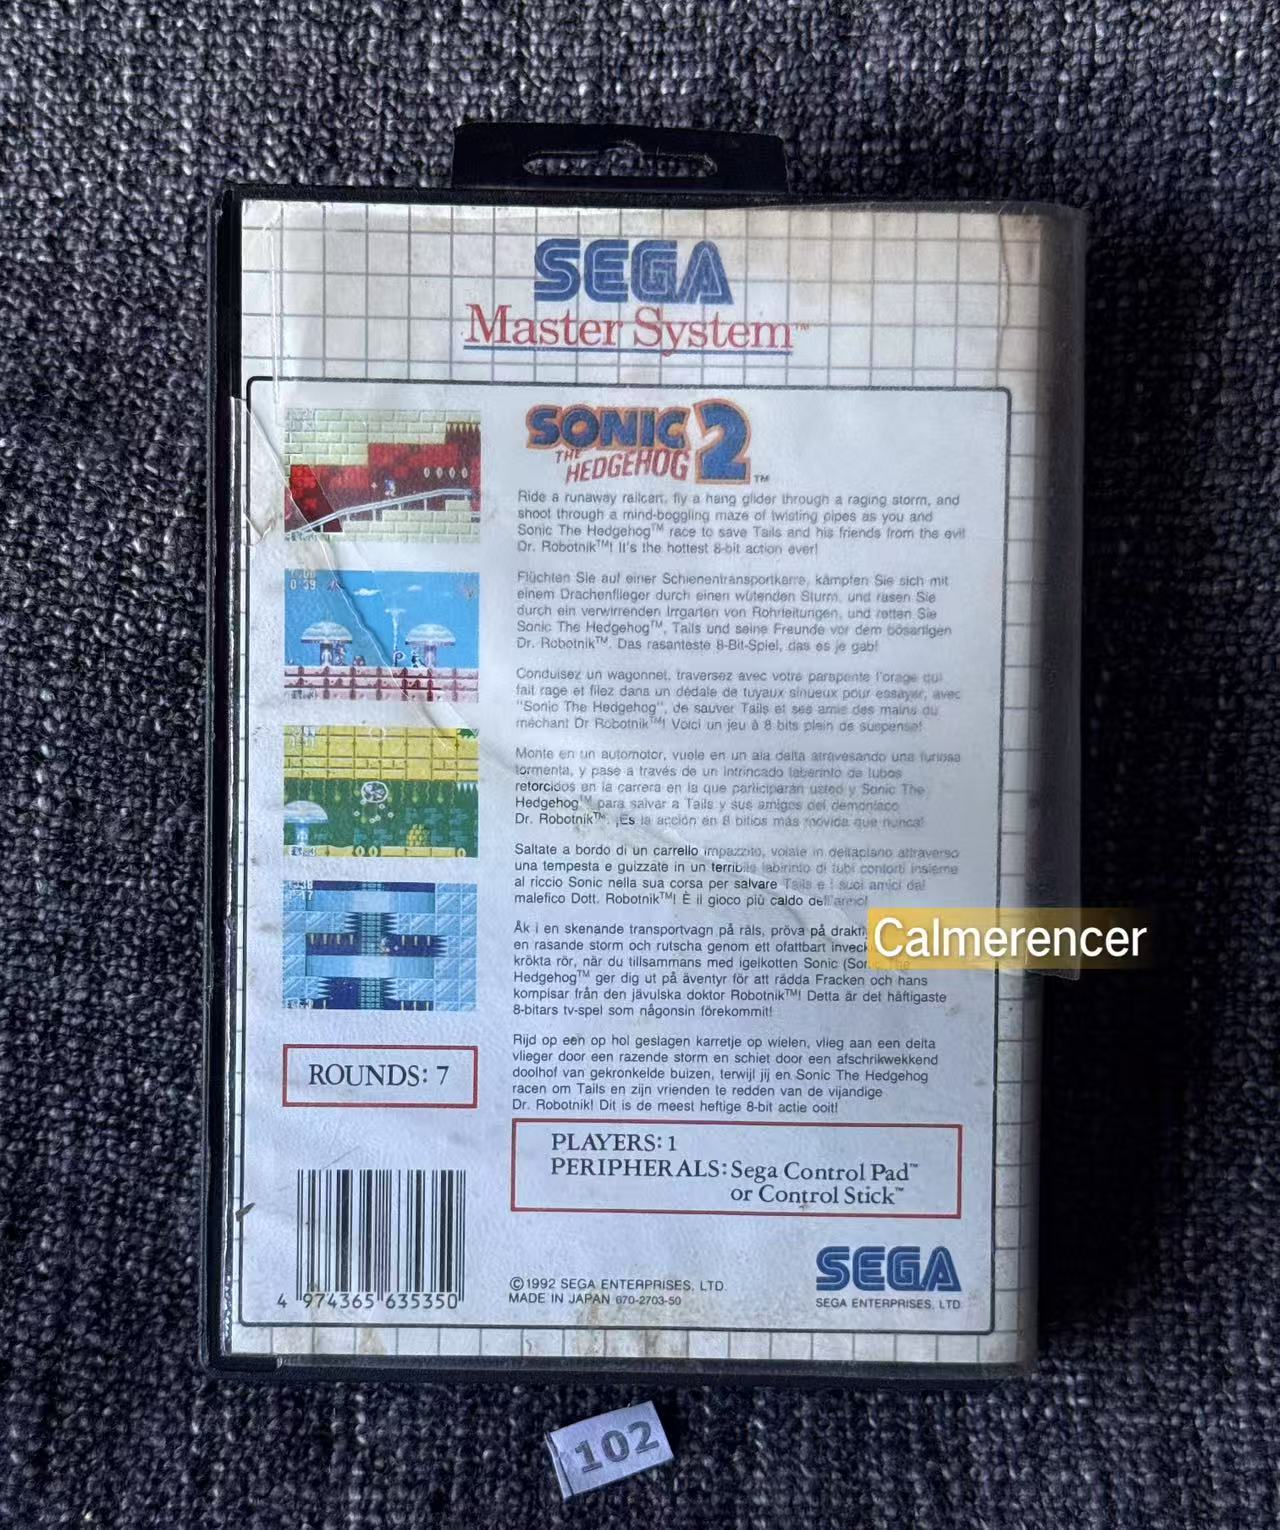 SEGA
Master System™
SONIC
THE
HEDGEHOG 2™
Ride a runaway railcart, fly a hang glider through a raging storm, and
shoot through a mind-boggling maze of twisting pipes as you and
Sonic The Hedgehog™ race to save Tails and his friends from the evil
Dr. Robotnik™! It's the hottest 8-bit action ever!
Flüchten Sie auf einer Schienentransportkarre, kämpfen Sie sich mit
einem Drachenflieger durch einen wütenden Sturm, und rasen Sie
durch ein verwirrenden Irrgarten von Rohrleitungen, und retten Sie
Sonic The Hedgehog™, Tails und seine Freunde vor dem bösartigen
Dr. Robotnik™. Das rasanteste 8-Bit-Spiel, das es je gab!
Conduisez un wagonnet, traversez avec votre parapente l'orage qui
fait rage et filez dans un dédale de tuyaux sinueux pour essayer, avec
"Sonic The Hedgehog", de sauver Tails et ses amis des mains du
méchant Dr Robotnik™! Voici un jeu à 8 bits plein de suspense!
Monte en un automotor, vuele en un ala delta atravesando una furiosa
tormenta, y pase a través de un intrincado laberinto de tubos
retorcidos en la carrera en la que participarán usted y Sonic The
Hedgehog™ para salvar a Tails y sus amigos del demoníaco
Dr. Robotnik™. ¡Es la acción en 8 bitios más movida que nunca!
Saltate a bordo di un carrello impazzito, volate in deltaplano attraverso
una tempesta e guizzate in un terribile labirinto di tubi contorti insieme
al riccio Sonic nella sua corsa per salvare Tails e i suoi amici dal
malefico Dott. Robotnik™! È il gioco più caldo dell'anno!
Åk i en skenande transportvagn på räls, pröva på
en rasande storm och rutscha genom ett ofattbart
krökta rör, när du tillsammans med igelkotten Sonic The
Hedgehog™ ger dig ut på äventyr för att rädda Fracken och hans
kompisar från den jävulska doktor Robotnik™! Detta är det häftigaste
8-bitars tv-spel som någonsin förekommit!
Rijd op een op hol geslagen karretje op wielen, vlieg aan een delta
vlieger door een razende storm en schiet door een afschrikwekkend
doolhof van gekronkelde buizen, terwijl jij en Sonic The Hedgehog
racen om Tails en zijn vrienden te redden van de vijandige
Dr. Robotnik! Dit is de meest heftige 8-bit actie ooit!
Calmerencer
ROUNDS: 7
PLAYERS: 1
PERIPHERALS: Sega Control Pad™
or Control Stick™
4 974365 635350
©1992 SEGA ENTERPRISES, LTD.
MADE IN JAPAN 670-2703-50
SEGA
SEGA ENTERPRISES, LTD.
102